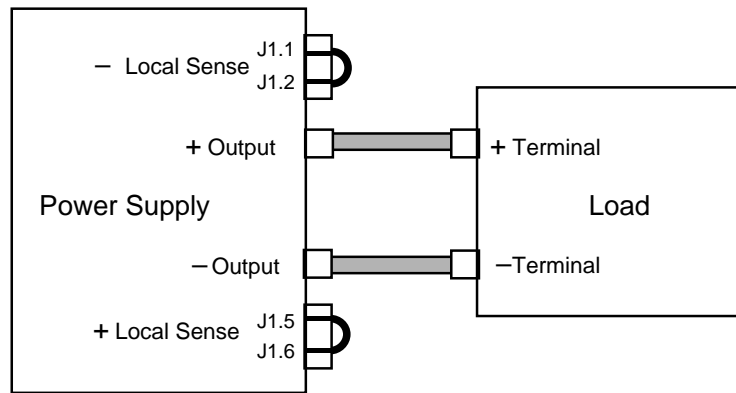 J1.1
− Local Sense
J1.2
+ Output
+ Terminal
Power Supply
Load
− Output
−Terminal
J1.5
+ Local Sense
J1.6